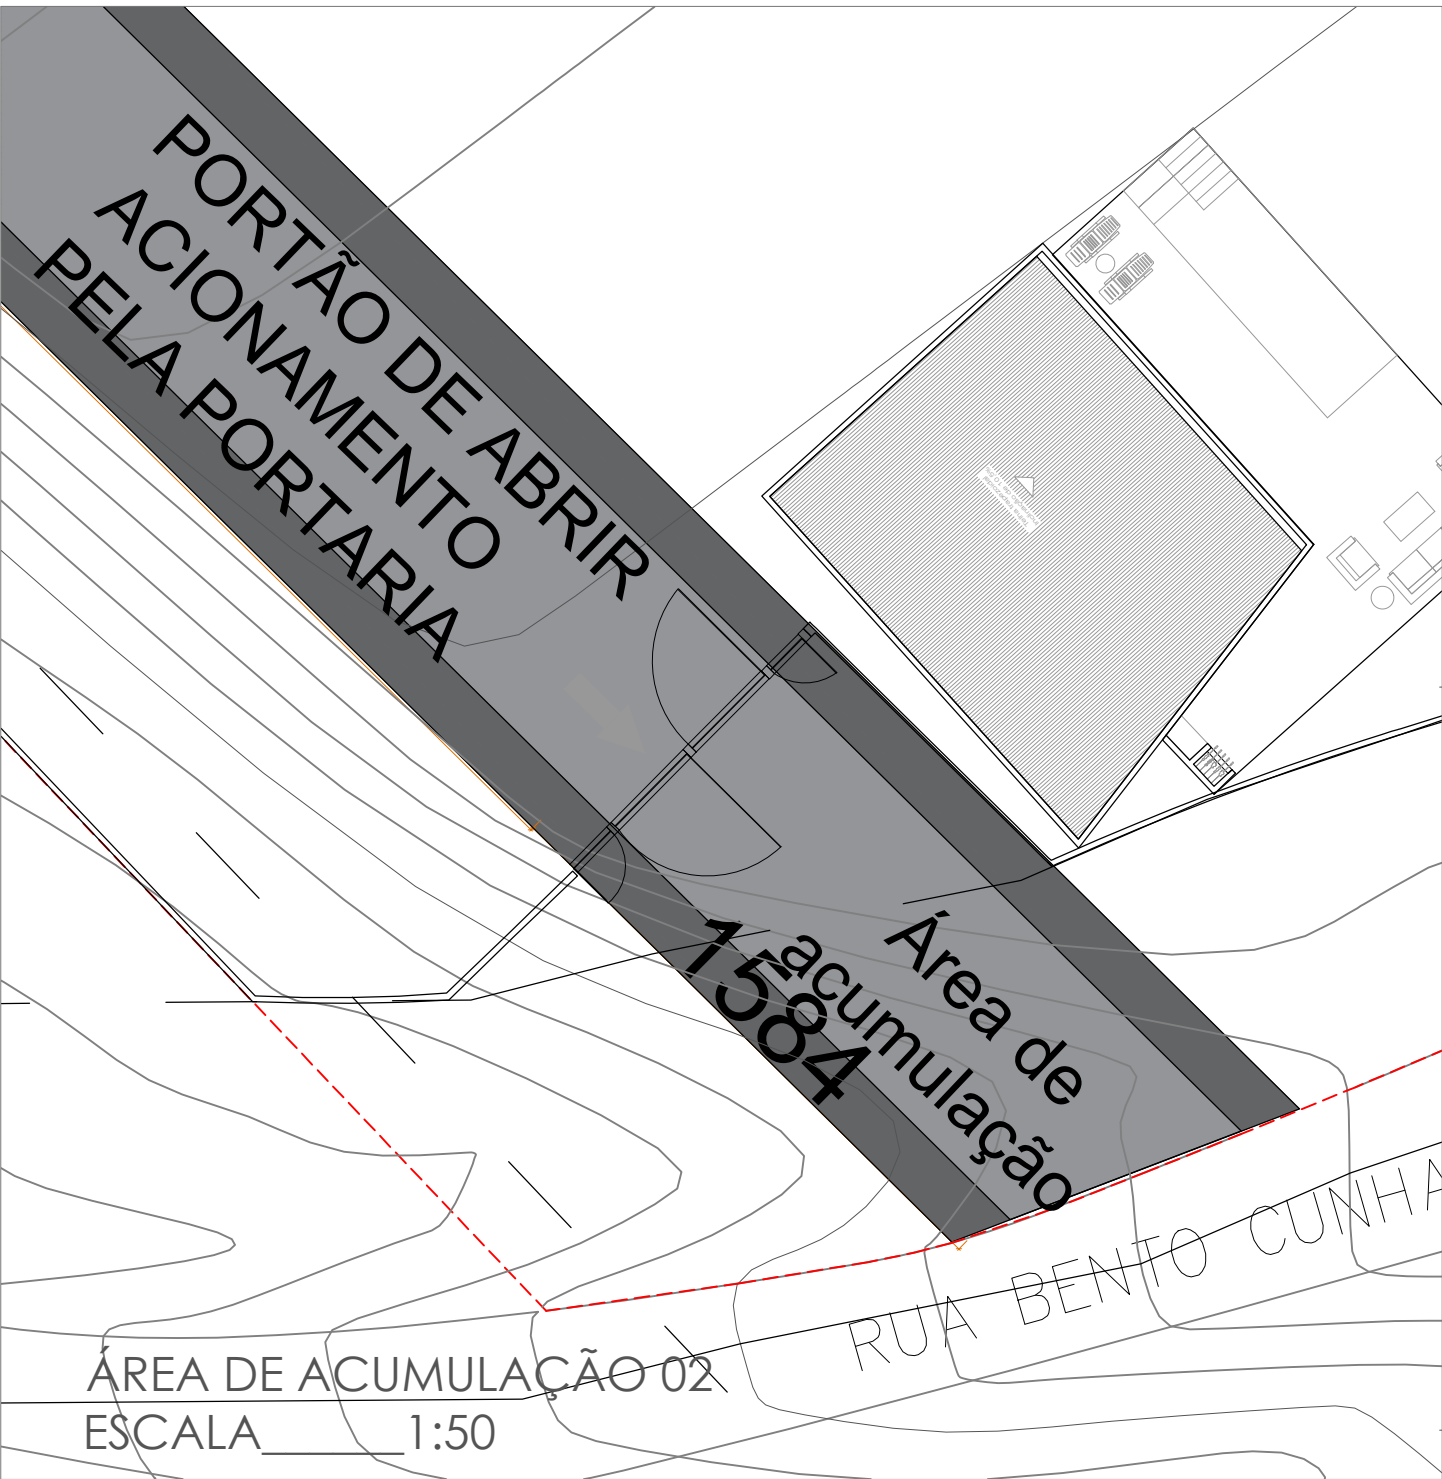 PORTÃO DE ABRIR
ACIONAMENTO
PELA PORTARIA
Área de
acumulação
1584
RUA BENTO CUNHA
ÁREA DE ACUMULAÇÃO 02
ESCALA______1:50